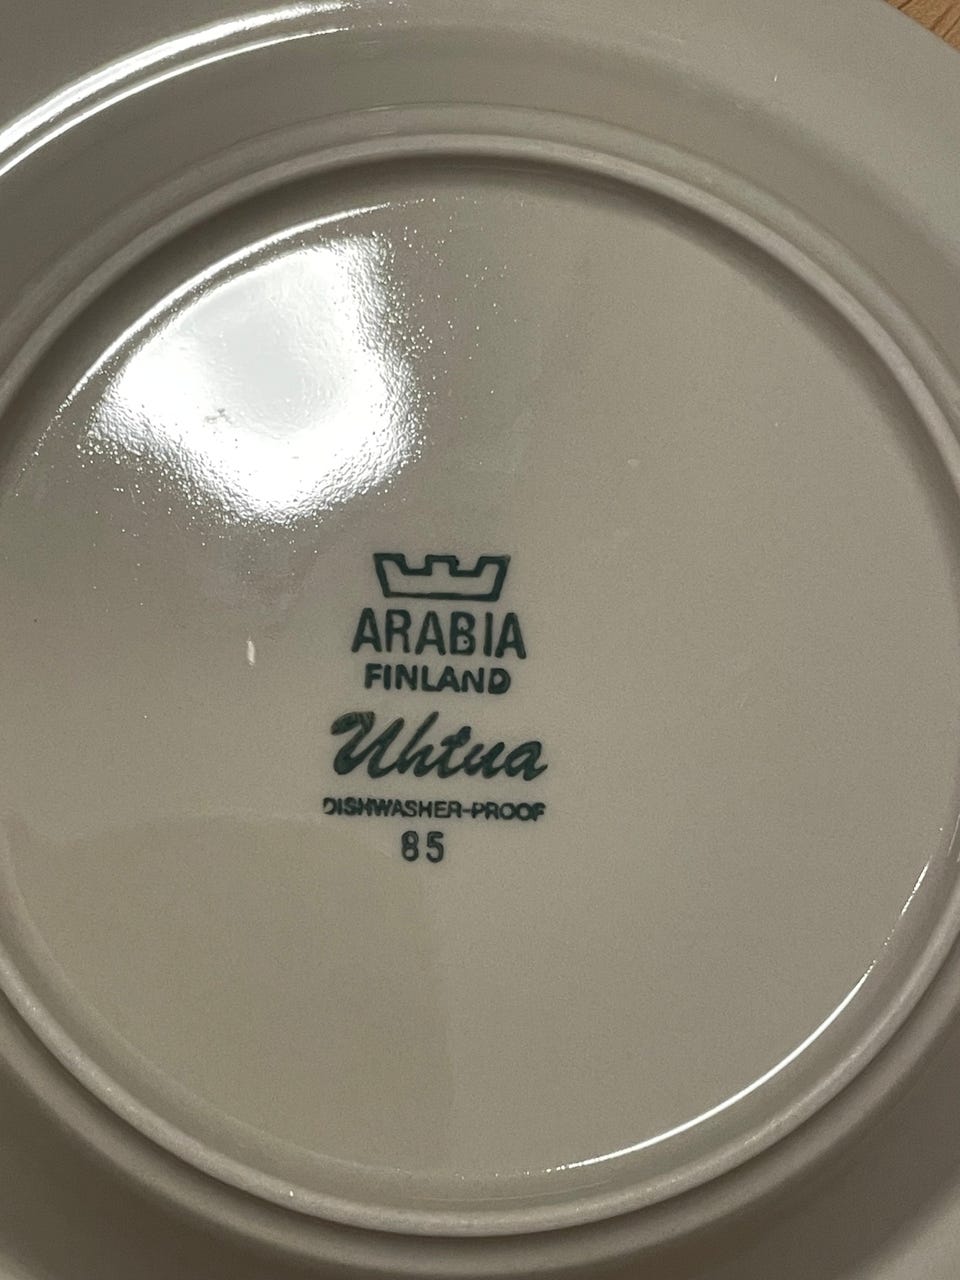 ARABIA
FINLAND
Uhtua
DISHWASHER-PROOF
85